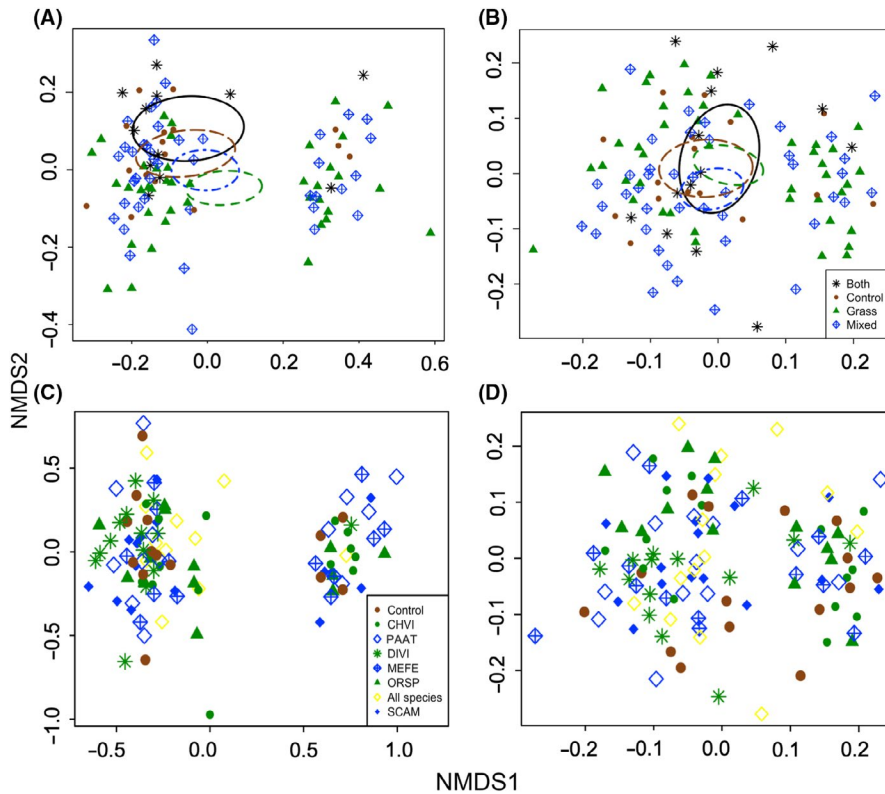 (A)
(B)
0.2
0.0
−0.2
−0.4
−0.2
0.0
0.2
0.4
0.6
0.2
0.1
0.0
−0.1
−0.2
−0.2
−0.1
0.0
0.1
0.2
Both
Control
Grass
Mixed
NMDS2
(C)
(D)
0.5
0.0
−0.5
−1.0
−0.5
0.0
0.5
1.0
Control
CHVI
PAAT
DIVI
MEFE
ORSP
All species
SCAM
0.2
0.1
0.0
−0.1
−0.2
−0.2
−0.1
0.0
0.1
0.2
NMDS1